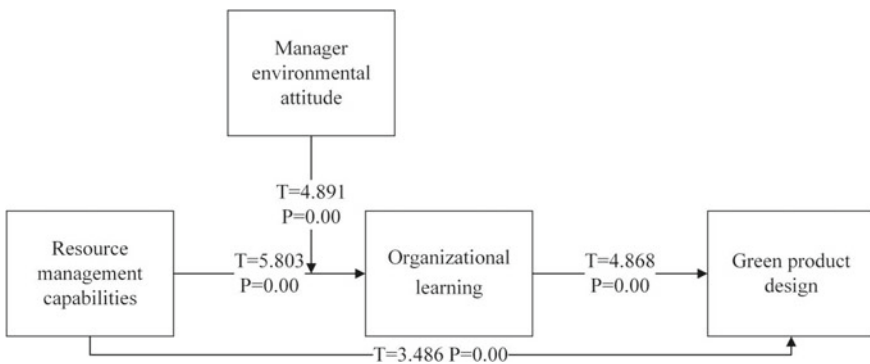 Manager
environmental
attitude
T=4.891
P=0.00
Resource
management
capabilities
T=5.803
P=0.00
Organizational
learning
T=4.868
P=0.00
Green product
design
T=3.486 P=0.00